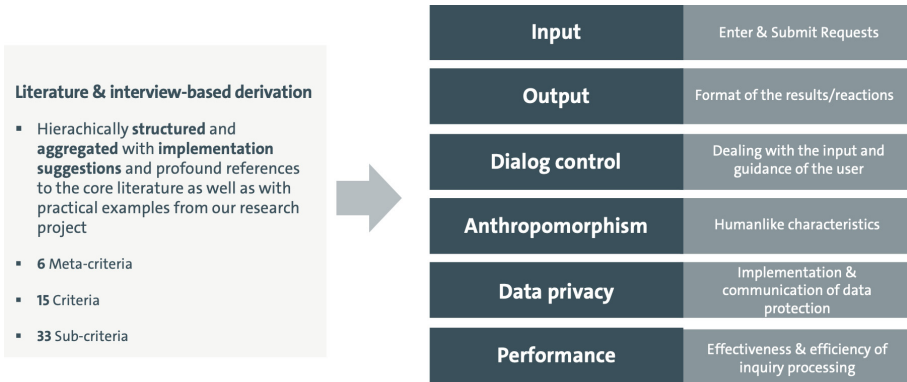 Literature & interview-based derivation
▪ Hierachically structured and
aggregated with implementation
suggestions and profound references
to the core literature as well as with
practical examples from our research
project
▪ 6 Meta-criteria
▪ 15 Criteria
▪ 33 Sub-criteria
Input
Enter & Submit Requests
Output
Format of the results/reactions
Dialog control
Dealing with the input and
guidance of the user
Anthropomorphism
Humanlike characteristics
Data privacy
Implementation &
communication of data
protection
Performance
Effectiveness & efficiency of
inquiry processing